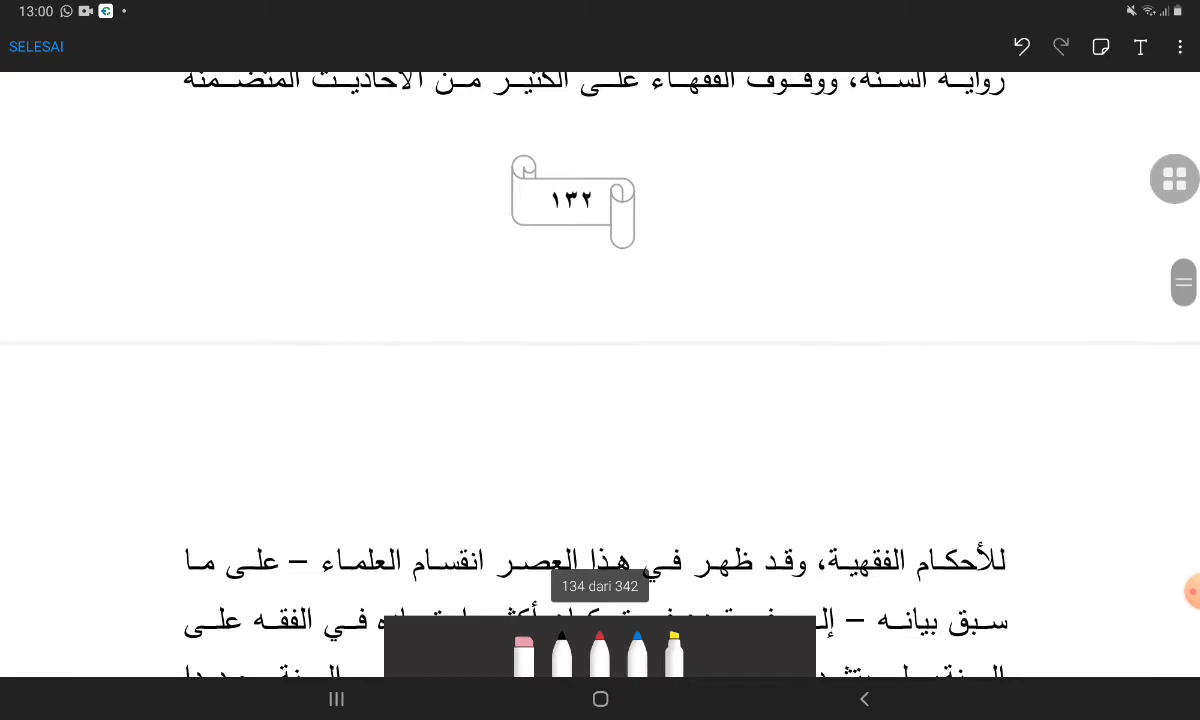 13:00
SELESAI
رواية السنة، ووقوف الفقهاء على الكثير من الأحاديث المتضمنة
١٣٢
للأحكام الفقهية، وقد ظهر في هذا العصر انقسام العلماء – على ما
134 dari 342
سبق بيانه – في الفقه على